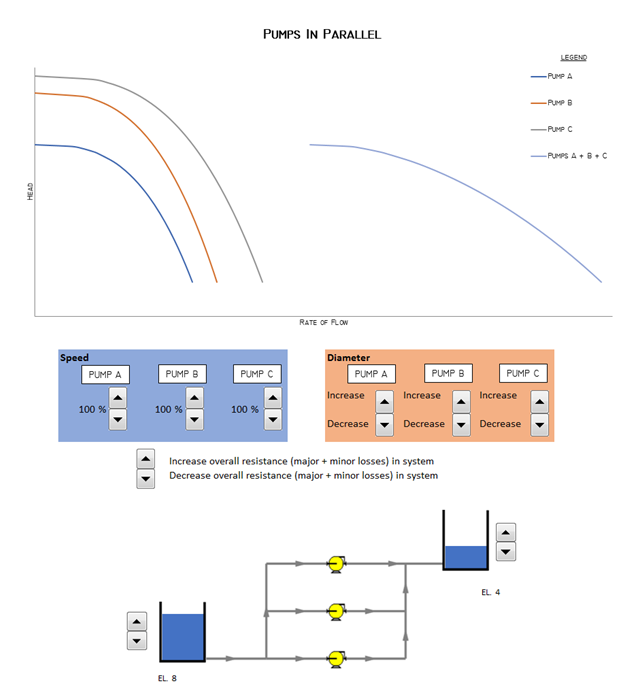 Pumps In Parallel
LEGEND
Pump A
Pump B
Pump C
Pumps A + B + C
Head
Rate of Flow
Speed
PUMP A PUMP B PUMP C
100 % 100 % 100 %
Diameter
PUMP A PUMP B PUMP C
Increase Increase Increase
Decrease Decrease Decrease
Increase overall resistance (major + minor losses) in system
Decrease overall resistance (major + minor losses) in system
EL. 4
EL. 8